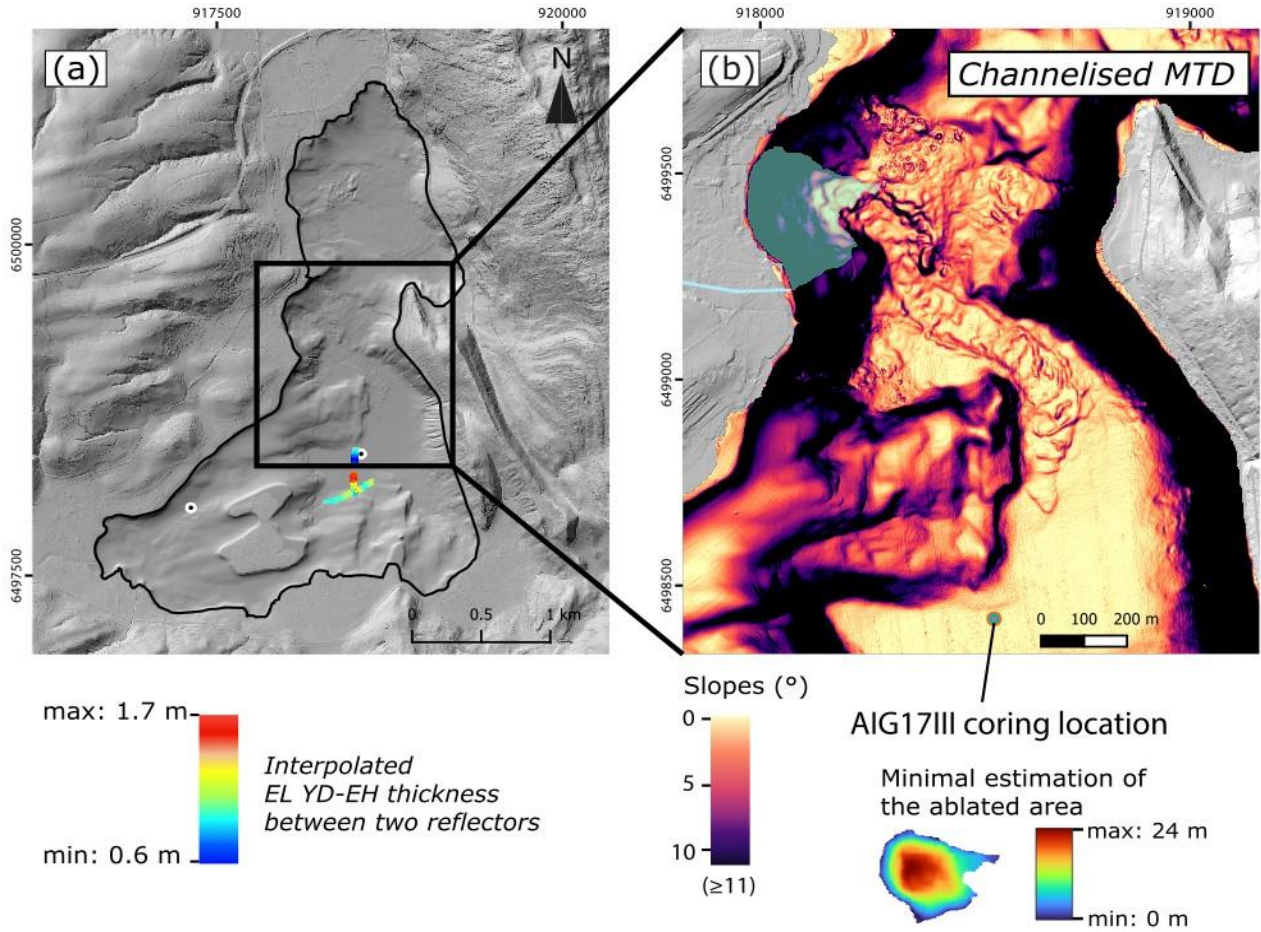 917500
920000
918000
919000
(a)
N
(b)
Channelised MTD
6500000
6497500
6499500
6499000
6498500
0 0.5 1 km
0 100 200 m
max: 1.7 m
min: 0.6 m
Interpolated
EL YD-EH thickness
between two reflectors
Slopes (°)
0
5
10
(≥11)
AIG17III coring location
Minimal estimation of
the ablated area
max: 24 m
min: 0 m